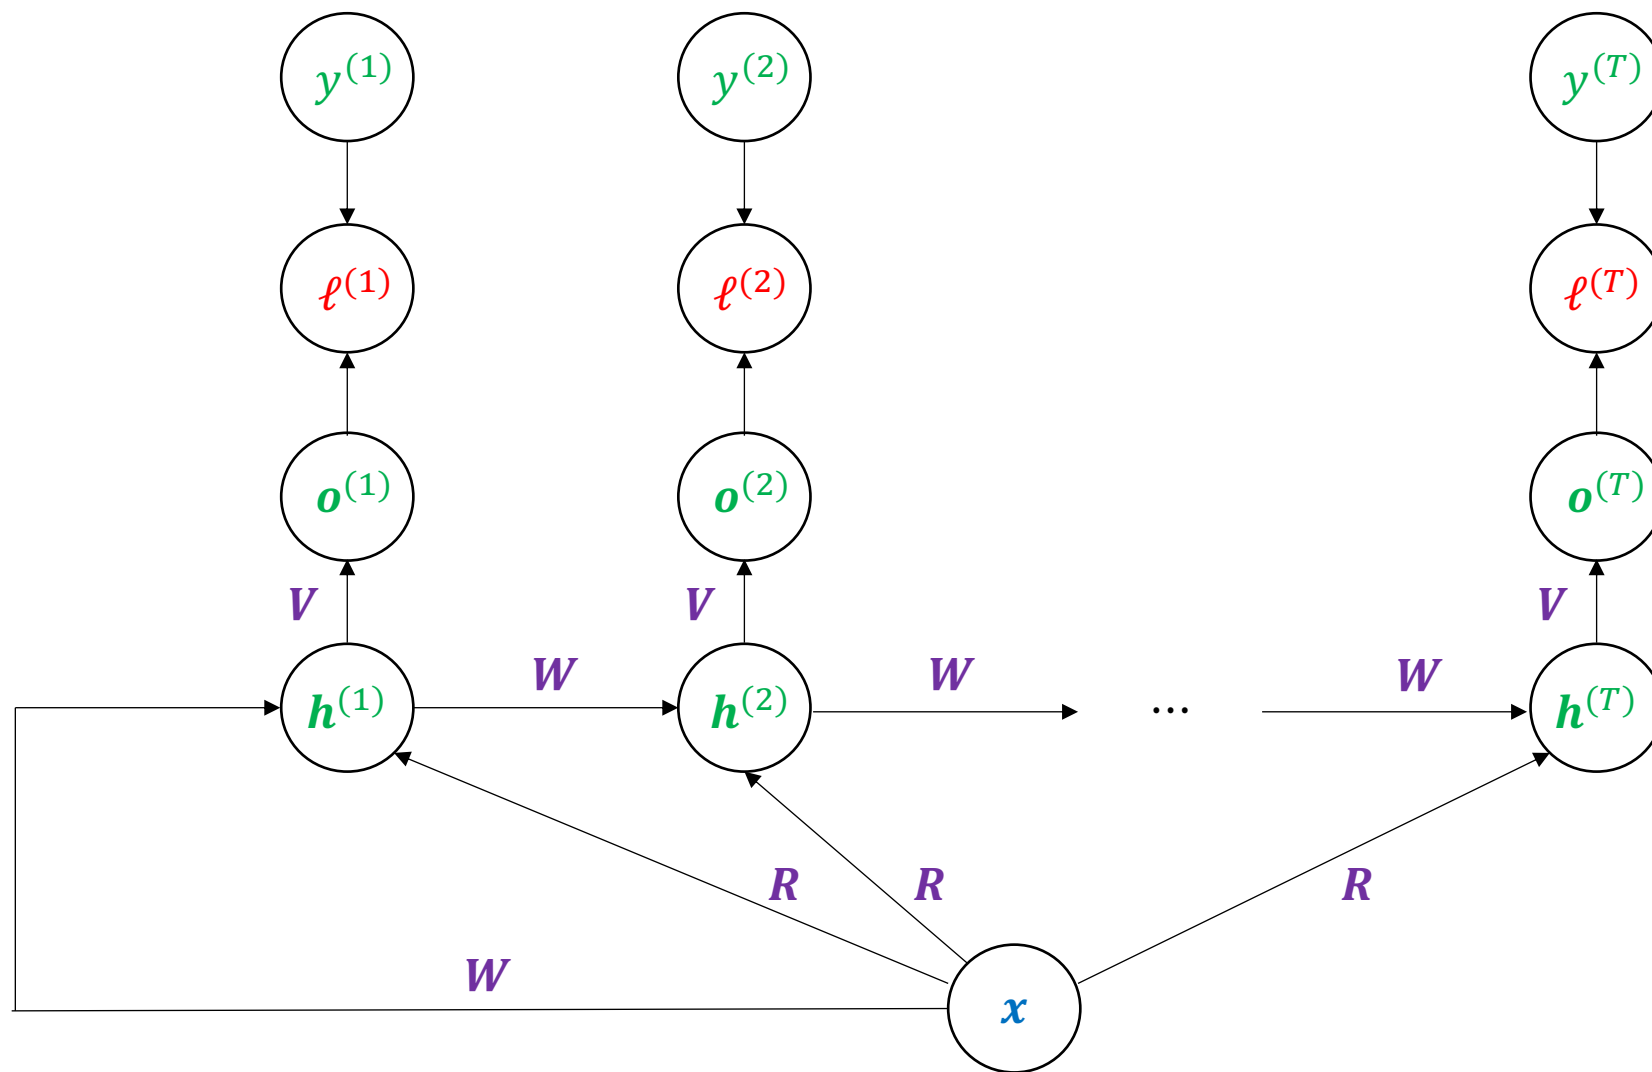 y^(1) y^(2) y^(T)
ℓ^(1) ℓ^(2) ℓ^(T)
o^(1) o^(2) o^(T)
V V V
W W W
h^(1) h^(2) ... h^(T)
R R R
W
x